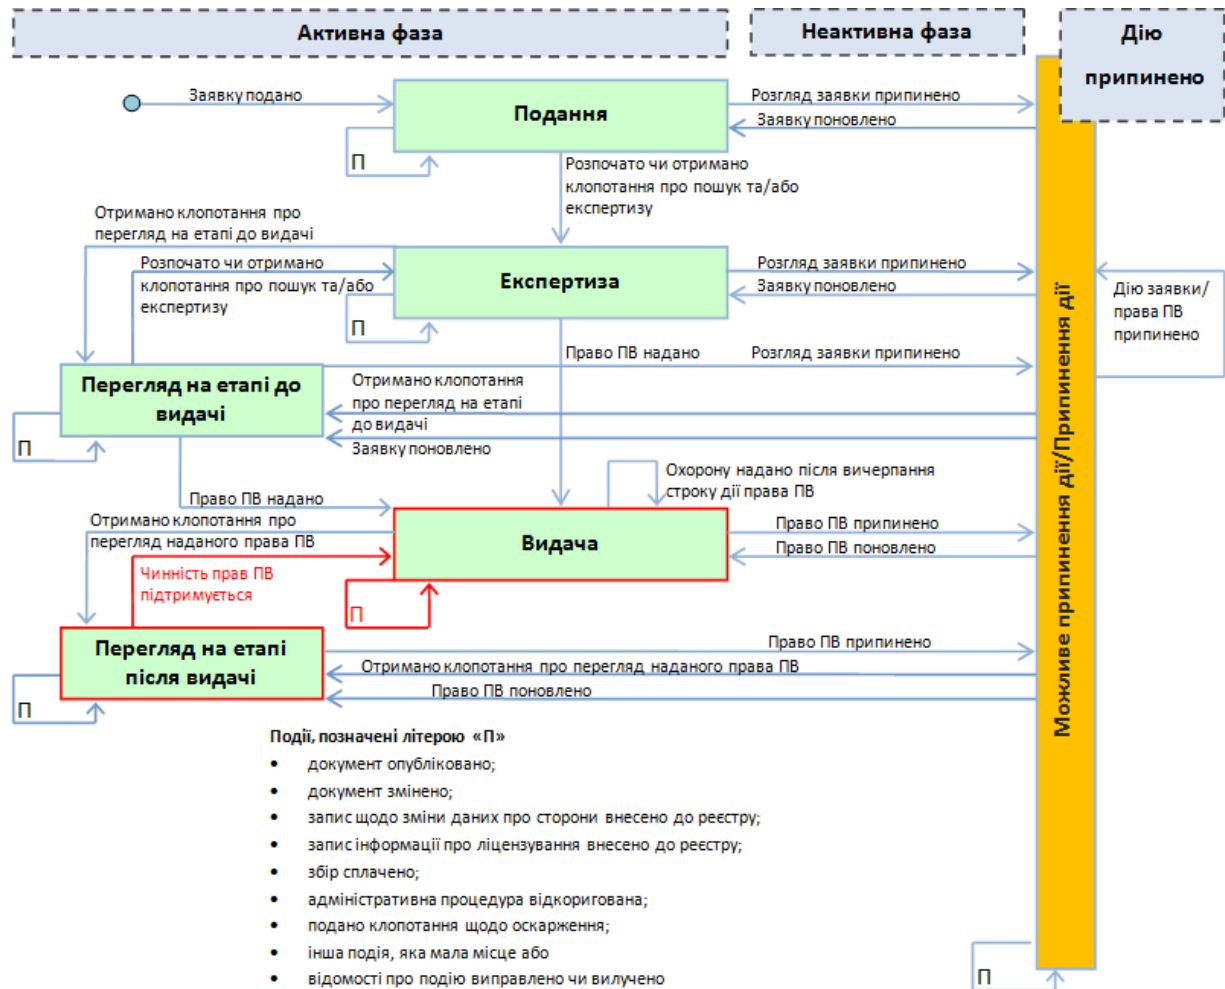 Активна фаза
Неактивна фаза
Дію
припинено
Заявку подано
Подання
Розгляд заявки припинено
Заявку поновлено
П
Розпочато чи отримано
клопотання про пошук та/або
експертизу
Отримано клопотання про
перегляд на етапі до видачі
Розпочато чи отримано
клопотання про пошук та/або
експертизу
Експертиза
Розгляд заявки припинено
Заявку поновлено
П
Дію заявки/
права ПВ
припинено
Право ПВ надано
Розгляд заявки припинено
Перегляд на етапі до
видачі
Отримано клопотання
про перегляд на етапі
до видачі
Заявку поновлено
П
Можливе припинення дії/Припинення дії
Охорону надано після вичерпання
строку дії права ПВ
Право ПВ надано
Отримано клопотання про
перегляд наданого права ПВ
Видача
Право ПВ припинено
Право ПВ поновлено
Чинність прав ПВ
підтримується
П
Перегляд на етапі
після видачі
Право ПВ припинено
Отримано клопотання про перегляд наданого права ПВ
Право ПВ поновлено
П
Події, позначені літерою «П»
• документ опубліковано;
• документ змінено;
• запис щодо зміни даних про сторони внесено до реєстру;
• запис інформації про ліцензування внесено до реєстру;
• збір сплачено;
• адміністративна процедура відкоригована;
• подано клопотання щодо оскарження;
• інша подія, яка мала місце або
• відомості про подію виправлено чи вилучено
П